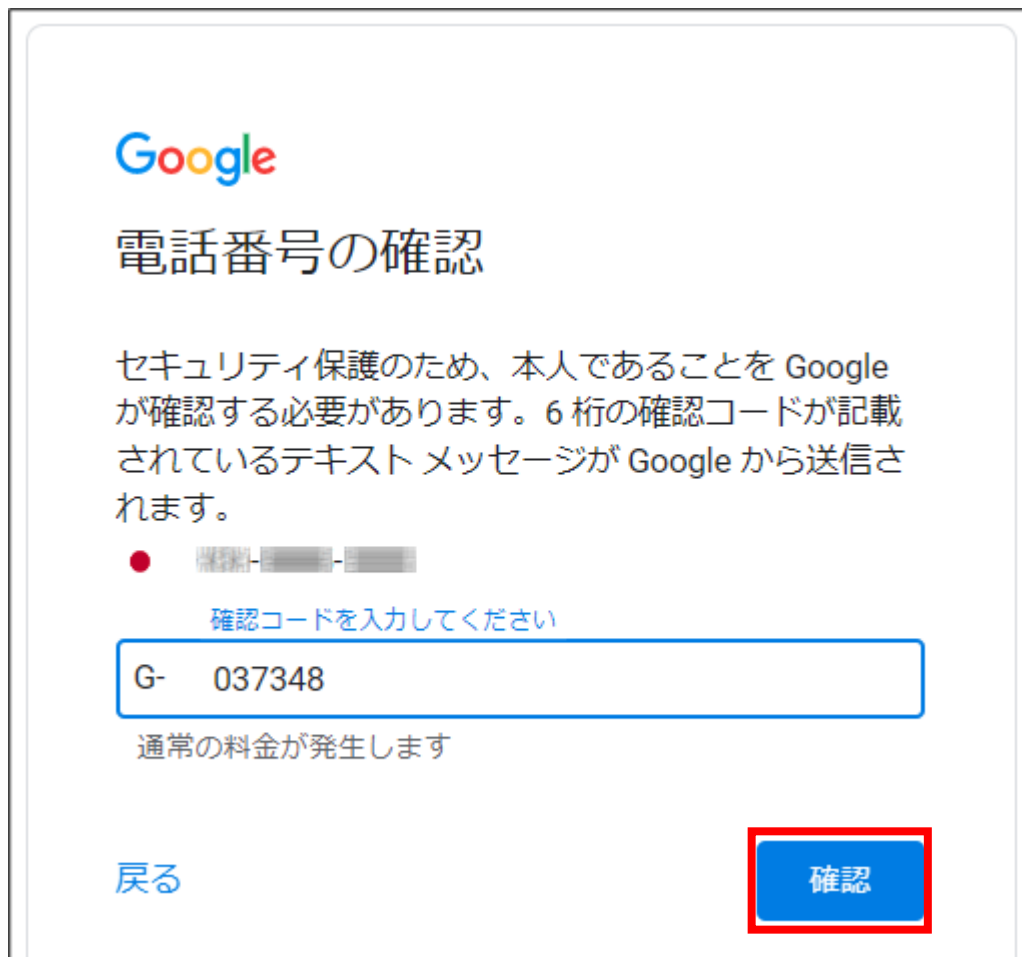 Google
電話番号の確認
セキュリティ保護のため、本人であることを Google
が確認する必要があります。6 桁の確認コードが記載
されているテキスト メッセージが Google から送信さ
れます。
確認コードを入力してください
G- 037348
通常の料金が発生します
戻る
確認